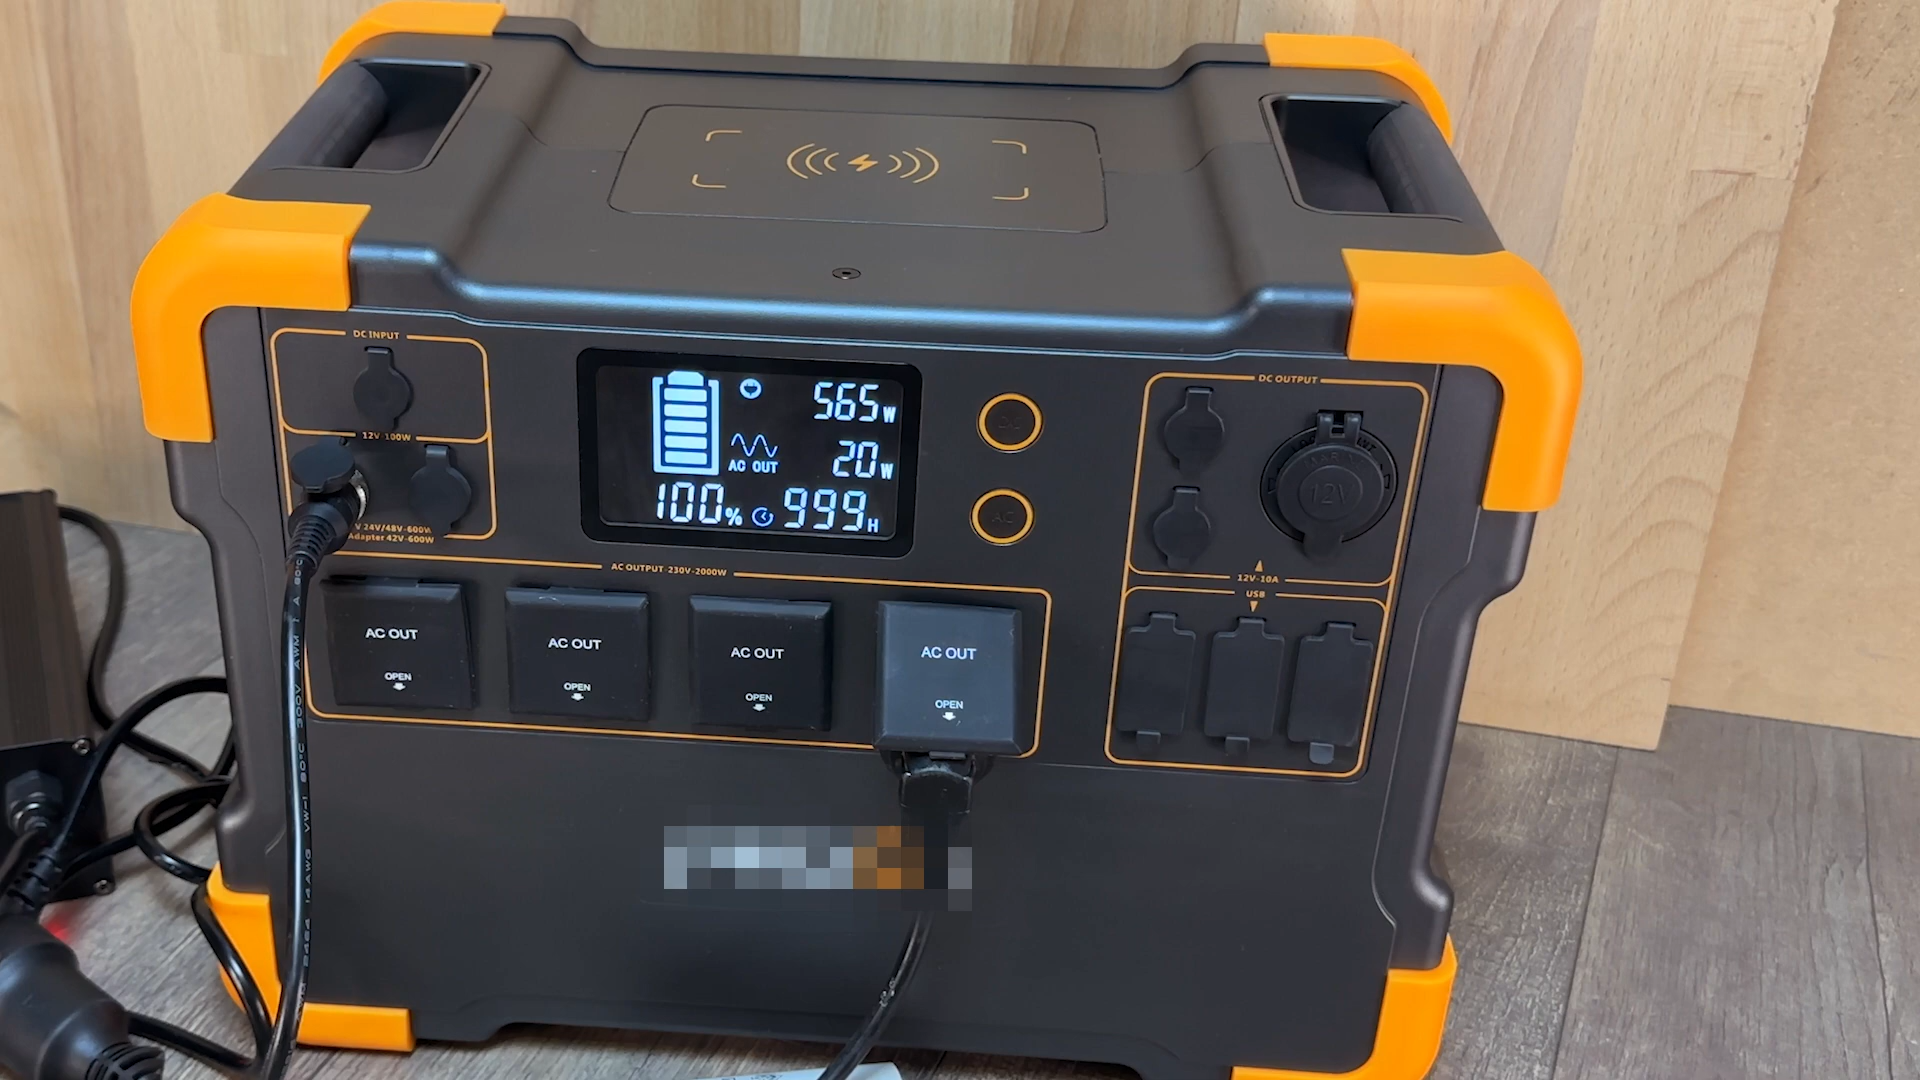 DC INPUT
12V-100W
24V/48V-600W
Adapter 42V-600W
565W
AC OUT
20W
100%
999H
AC
DC OUTPUT
12V
12V-10A
USB
AC OUTPUT-230V-2000W
AC OUT
OPEN
AC OUT
OPEN
AC OUT
OPEN
AC OUT
OPEN